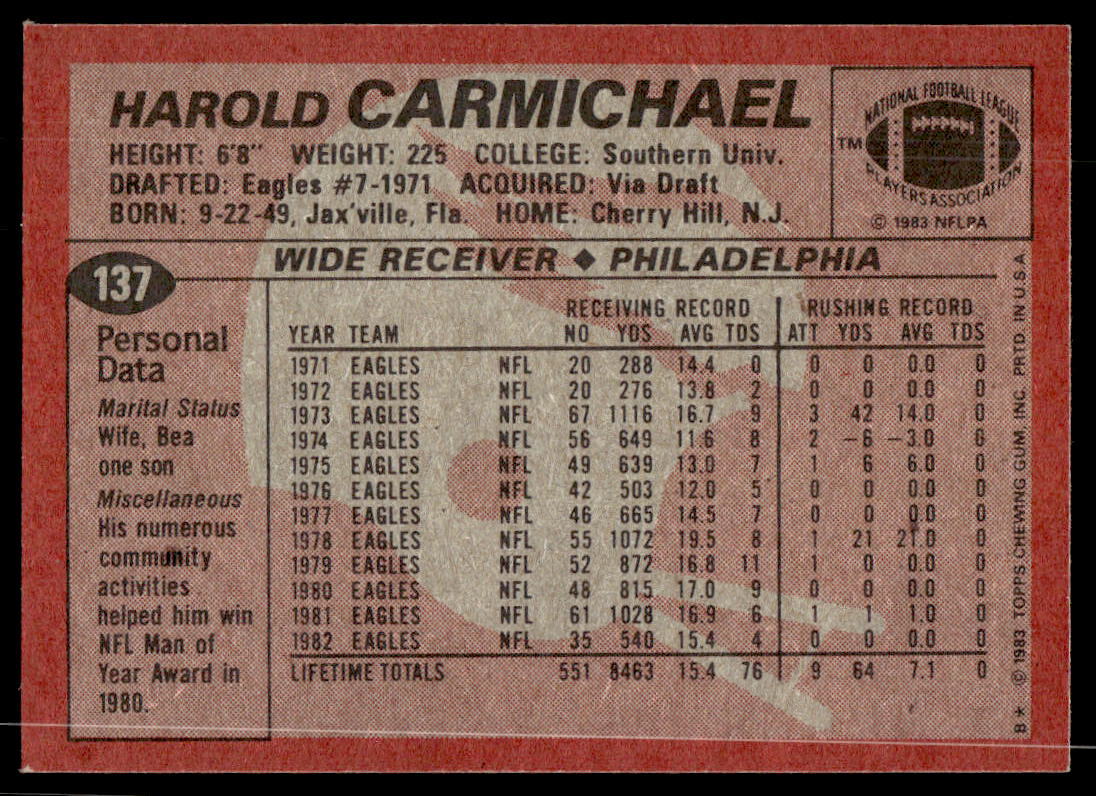 HAROLD CARMICHAEL
HEIGHT: 6'8" WEIGHT: 225 COLLEGE: Southern Univ.
DRAFTED: Eagles #7-1971 ACQUIRED: Via Draft
BORN: 9-22-49, Jax'ville, Fla. HOME: Cherry Hill, N.J.
NATIONAL FOOTBALL LEAGUE
TM
PLAYERS ASSOCIATION
© 1983 NFLPA
137
WIDE RECEIVER ◆ PHILADELPHIA
Personal
Data
Marital Status
Wife, Bea
one son
Miscellaneous
His numerous
community
activities
helped him win
NFL Man of
Year Award in
1980.
RECEIVING RECORD RUSHING RECORD
YEAR TEAM NO YDS AVG TDS ATT YDS AVG TDS
1971 EAGLES NFL 20 288 14.4 0 0 0 0.0 0
1972 EAGLES NFL 20 276 13.8 2 0 0 0.0 0
1973 EAGLES NFL 67 1116 16.7 9 3 42 14.0 0
1974 EAGLES NFL 56 649 11.6 8 2 -6 -3.0 0
1975 EAGLES NFL 49 639 13.0 7 1 6 6.0 0
1976 EAGLES NFL 42 503 12.0 5 0 0 0.0 0
1977 EAGLES NFL 46 665 14.5 7 0 0 0.0 0
1978 EAGLES NFL 55 1072 19.5 8 1 21 21.0 0
1979 EAGLES NFL 52 872 16.8 11 1 0 0.0 0
1980 EAGLES NFL 48 815 17.0 9 0 0 0.0 0
1981 EAGLES NFL 61 1028 16.9 6 1 1 1.0 0
1982 EAGLES NFL 35 540 15.4 4 0 0 0.0 0
LIFETIME TOTALS 551 8463 15.4 76 9 64 7.1 0
B* © 1983 TOPPS CHEWING GUM, INC. PRTD. IN U.S.A.